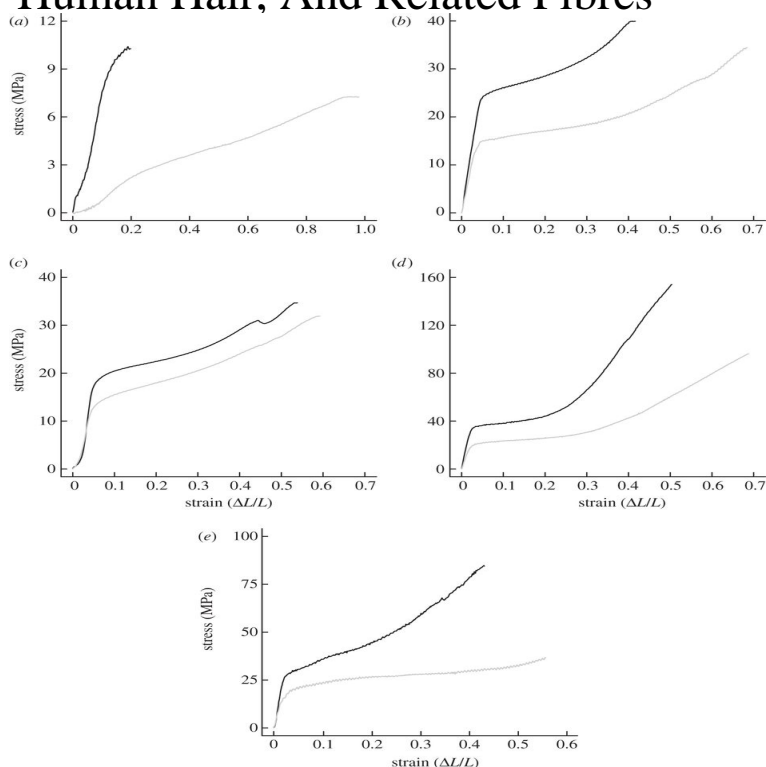 Human Hair, And Related Fibres
(a)
12
9
6
3
0
stress (MPa)
0 0.2 0.4 0.6 0.8 1.0
(b)
40
30
20
10
0
0 0.1 0.2 0.3 0.4 0.5 0.6 0.7
(c)
40
30
20
10
0
stress (MPa)
0 0.1 0.2 0.3 0.4 0.5 0.6 0.7
strain (ΔL/L)
(d)
160
120
80
40
0
0 0.1 0.2 0.3 0.4 0.5 0.6 0.7
strain (ΔL/L)
(e)
100
75
50
25
0
stress (MPa)
0 0.1 0.2 0.3 0.4 0.5 0.6
strain (ΔL/L)